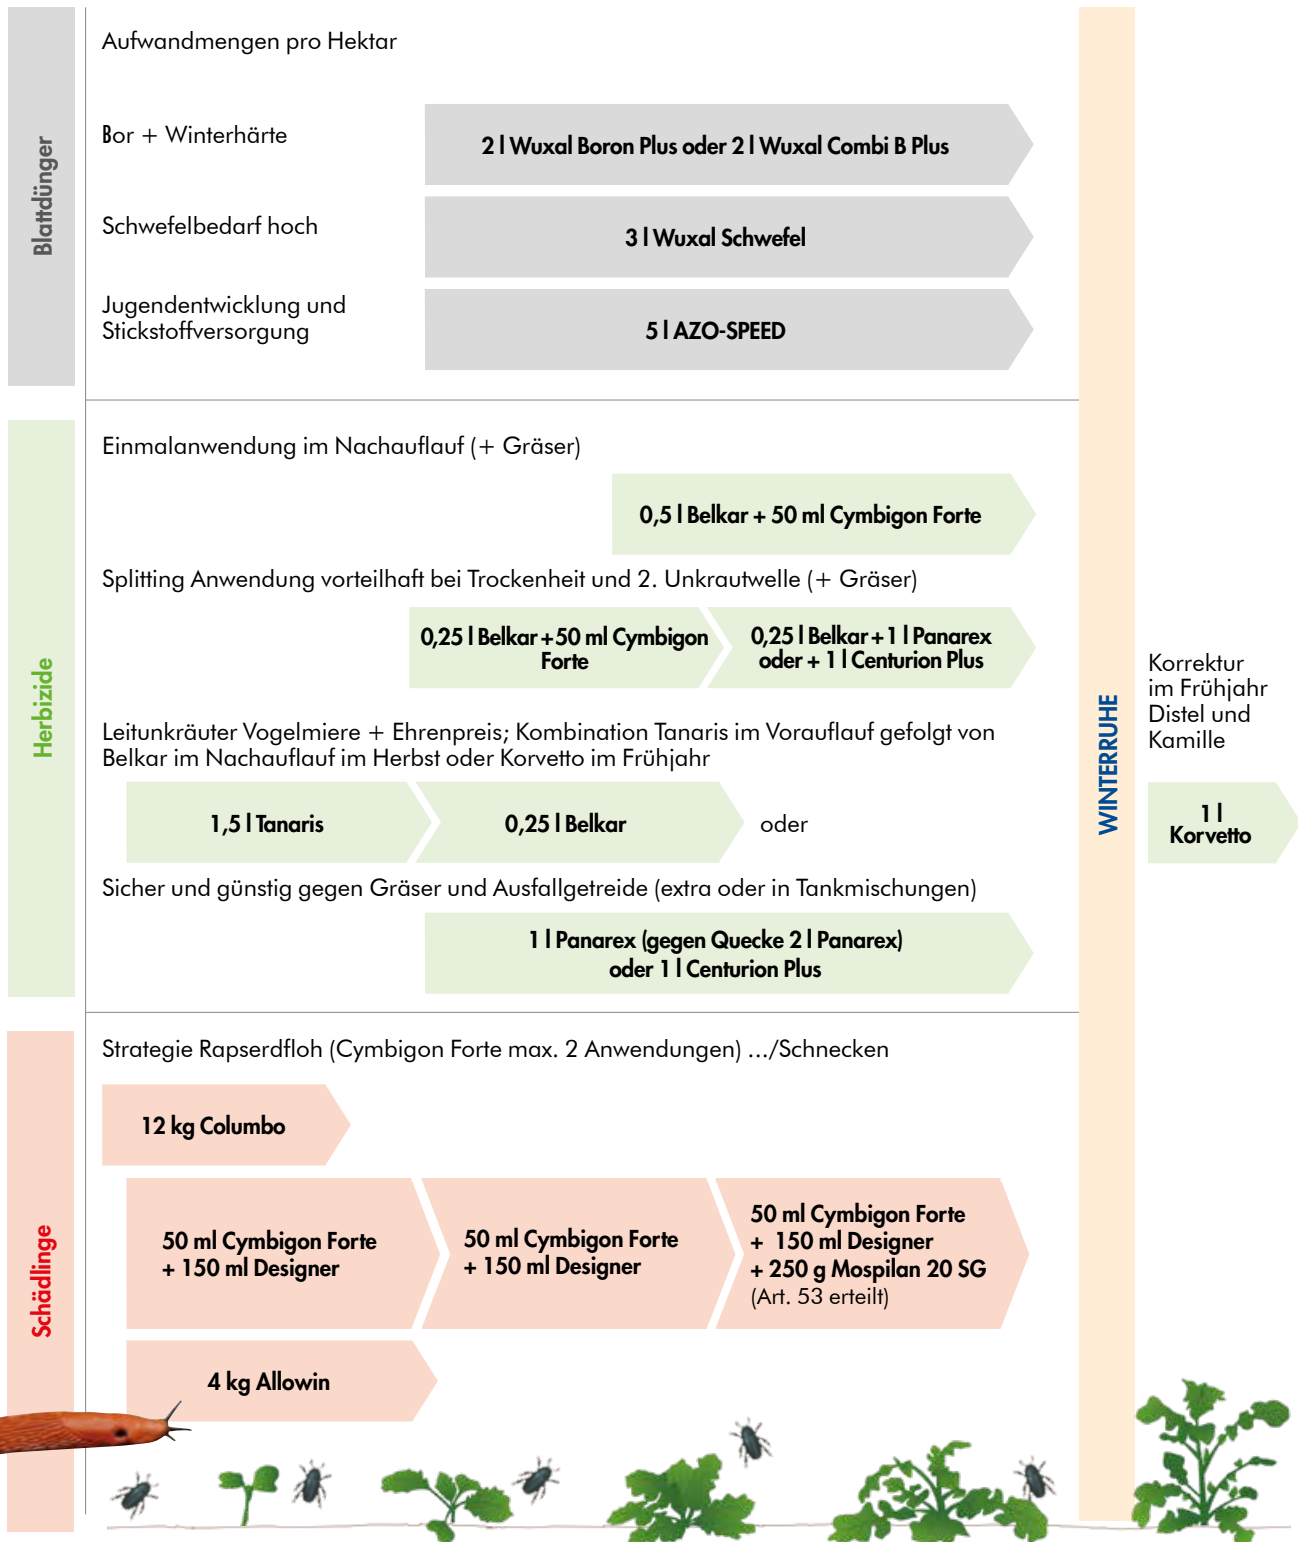 Blattdünger
Aufwandmengen pro Hektar
Bor + Winterhärte
2 l Wuxal Boron Plus oder 2 l Wuxal Combi B Plus
Schwefelbedarf hoch
3 l Wuxal Schwefel
Jugendentwicklung und
Stickstoffversorgung
5 l AZO-SPEED
Herbizide
Einmalanwendung im Nachauflauf (+ Gräser)
0,5 l Belkar + 50 ml Cymbigon Forte
Splitting Anwendung vorteilhaft bei Trockenheit und 2. Unkrautwelle (+ Gräser)
0,25 l Belkar + 50 ml Cymbigon
Forte
0,25 l Belkar + 1 l Panarex
oder + 1 l Centurion Plus
Leitunkräuter Vogelmiere + Ehrenpreis; Kombination Tanaris im Vorauflauf gefolgt von
Belkar im Nachauflauf im Herbst oder Korvetto im Frühjahr
1,5 l Tanaris
0,25 l Belkar
oder
Sicher und günstig gegen Gräser und Ausfallgetreide (extra oder in Tankmischungen)
1 l Panarex (gegen Quecke 2 l Panarex)
oder 1 l Centurion Plus
WINTERRUHE
Korrektur
im Frühjahr
Distel und
Kamille
1 l
Korvetto
Schädlinge
Strategie Rapserdfloh (Cymbigon Forte max. 2 Anwendungen) .../Schnecken
12 kg Columbo
50 ml Cymbigon Forte
+ 150 ml Designer
50 ml Cymbigon Forte
+ 150 ml Designer
50 ml Cymbigon Forte
+ 150 ml Designer
+ 250 g Mospilan 20 SG
(Art. 53 erteilt)
4 kg Allowin